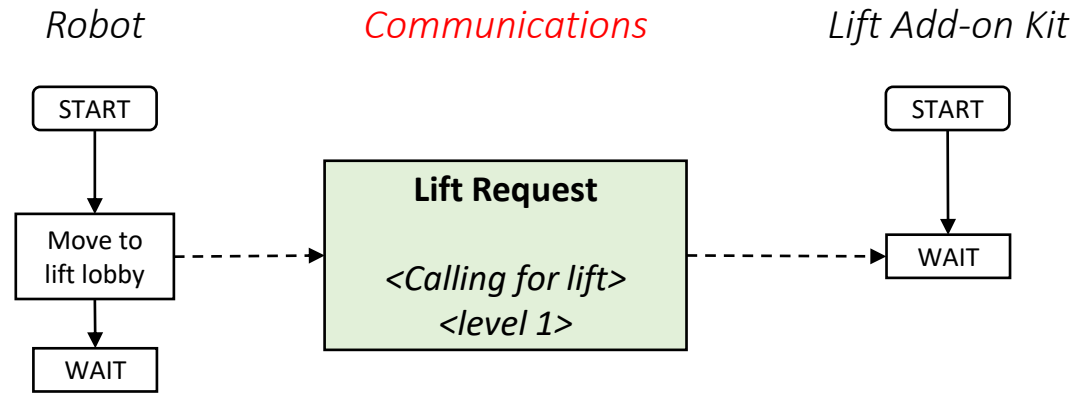 Robot
Communications
Lift Add-on Kit
START
START
Lift Request
Move to
lift lobby
<Calling for lift>
<level 1>
WAIT
WAIT